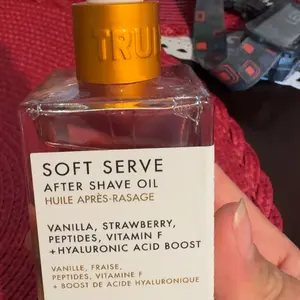 TRU
SOFT SERVE
AFTER SHAVE OIL
HUILE APRÈS-RASAGE
VANILLA, STRAWBERRY,
PEPTIDES, VITAMIN F
+HYALURONIC ACID BOOST
VANILLE, FRAISE,
PEPTIDES, VITAMINE F
+ BOOST DE ACIDE HYALURONIQUE